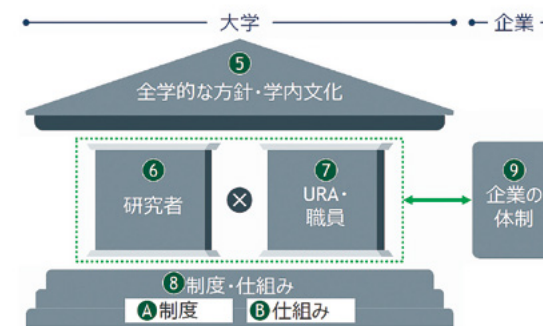 大学
企業
5
全学的な方針・学内文化
6
研究者
×
7
URA・
職員
9
企業の
体制
8 制度・仕組み
A 制度
B 仕組み